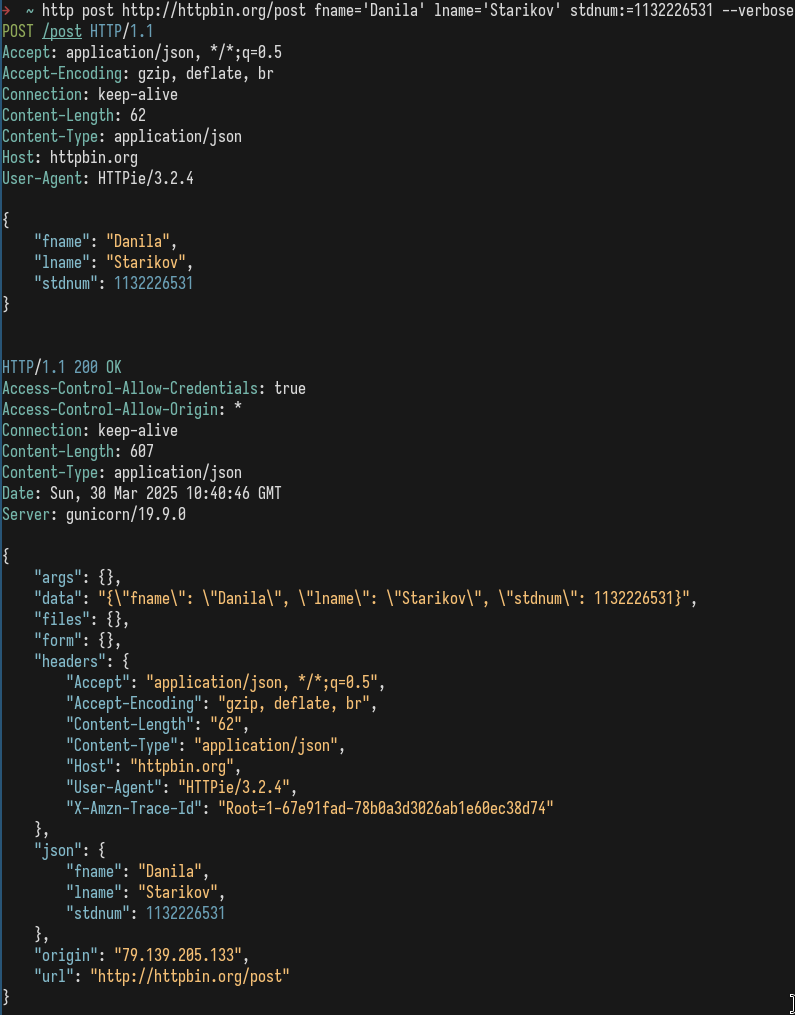 →  ~ http post http://httpbin.org/post fname='Danila' lname='Starikov' stdnum:=1132226531 --verbose
POST /post HTTP/1.1
Accept: application/json, */*;q=0.5
Accept-Encoding: gzip, deflate, br
Connection: keep-alive
Content-Length: 62
Content-Type: application/json
Host: httpbin.org
User-Agent: HTTPie/3.2.4

{
    "fname": "Danila",
    "lname": "Starikov",
    "stdnum": 1132226531
}

HTTP/1.1 200 OK
Access-Control-Allow-Credentials: true
Access-Control-Allow-Origin: *
Connection: keep-alive
Content-Length: 607
Content-Type: application/json
Date: Sun, 30 Mar 2025 10:40:46 GMT
Server: gunicorn/19.9.0

{
    "args": {},
    "data": "{\"fname\": \"Danila\", \"lname\": \"Starikov\", \"stdnum\": 1132226531}",
    "files": {},
    "form": {},
    "headers": {
        "Accept": "application/json, */*;q=0.5",
        "Accept-Encoding": "gzip, deflate, br",
        "Content-Length": "62",
        "Content-Type": "application/json",
        "Host": "httpbin.org",
        "User-Agent": "HTTPie/3.2.4",
        "X-Amzn-Trace-Id": "Root=1-67e91fad-78b0a3d3026ab1e60ec38d74"
    },
    "json": {
        "fname": "Danila",
        "lname": "Starikov",
        "stdnum": 1132226531
    },
    "origin": "79.139.205.133",
    "url": "http://httpbin.org/post"
}